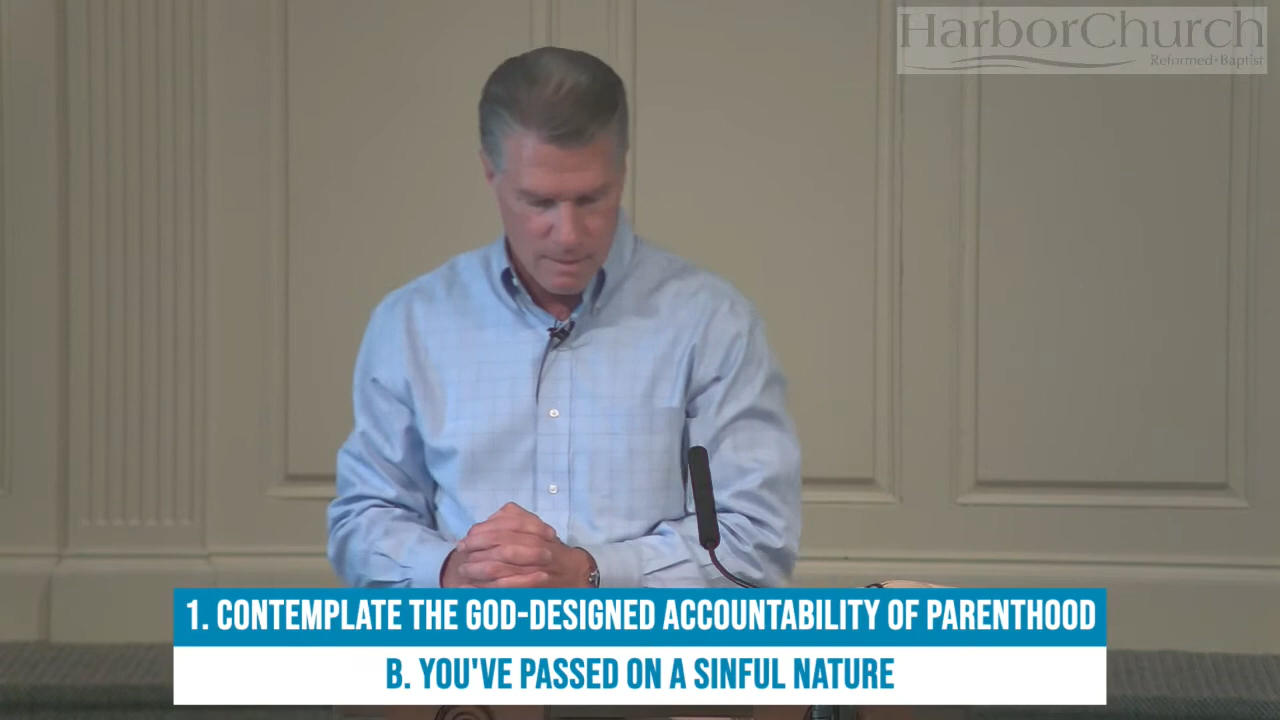 HarborChurch
Reformed•Baptist
1. CONTEMPLATE THE GOD-DESIGNED ACCOUNTABILITY OF PARENTHOOD
B. YOU'VE PASSED ON A SINFUL NATURE